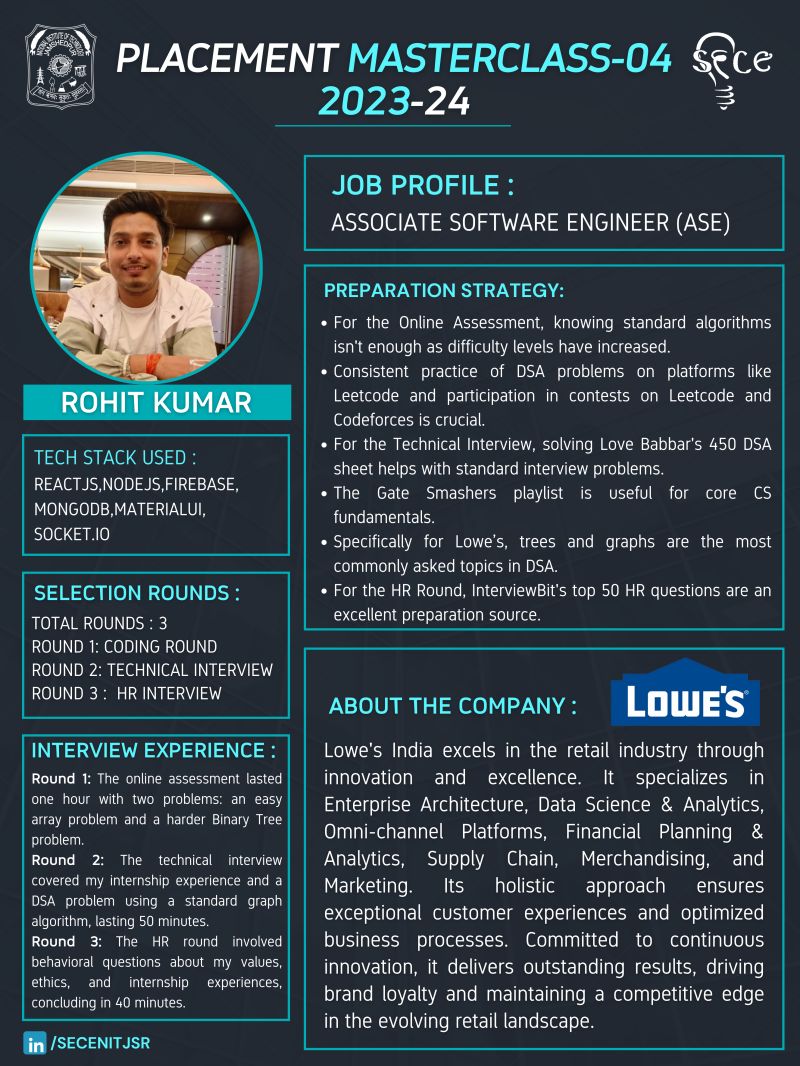 PLACEMENT MASTERCLASS-04
2023-24
NATIONAL INSTITUTE OF TECHNOLOGY
JAMSHEDPUR
sece
ROHIT KUMAR
TECH STACK USED :
REACTJS,NODEJS,FIREBASE,
MONGODB,MATERIALUI,
SOCKET.IO
SELECTION ROUNDS :
TOTAL ROUNDS : 3
ROUND 1: CODING ROUND
ROUND 2: TECHNICAL INTERVIEW
ROUND 3 : HR INTERVIEW
INTERVIEW EXPERIENCE :
Round 1: The online assessment lasted
one hour with two problems: an easy
array problem and a harder Binary Tree
problem.
Round 2: The technical interview
covered my internship experience and a
DSA problem using a standard graph
algorithm, lasting 50 minutes.
Round 3: The HR round involved
behavioral questions about my values,
ethics, and internship experiences,
concluding in 40 minutes.
in /SECENITJSR
JOB PROFILE :
ASSOCIATE SOFTWARE ENGINEER (ASE)
PREPARATION STRATEGY:
• For the Online Assessment, knowing standard algorithms
isn't enough as difficulty levels have increased.
• Consistent practice of DSA problems on platforms like
Leetcode and participation in contests on Leetcode and
Codeforces is crucial.
• For the Technical Interview, solving Love Babbar's 450 DSA
sheet helps with standard interview problems.
• The Gate Smashers playlist is useful for core CS
fundamentals.
• Specifically for Lowe's, trees and graphs are the most
commonly asked topics in DSA.
• For the HR Round, InterviewBit's top 50 HR questions are an
excellent preparation source.
ABOUT THE COMPANY :
LOWE'S
Lowe's India excels in the retail industry through
innovation and excellence. It specializes in
Enterprise Architecture, Data Science & Analytics,
Omni-channel Platforms, Financial Planning &
Analytics, Supply Chain, Merchandising, and
Marketing. Its holistic approach ensures
exceptional customer experiences and optimized
business processes. Committed to continuous
innovation, it delivers outstanding results, driving
brand loyalty and maintaining a competitive edge
in the evolving retail landscape.